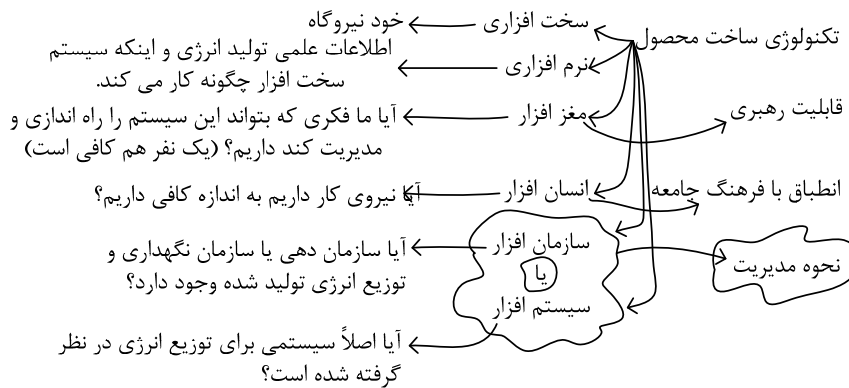 تکنولوژی ساخت محصول
سخت افزاری
خود نیروگاه
نرم افزاری
اطلاعات علمی تولید انرژی و اینکه سیستم
سخت افزار چگونه کار می کند.
قابلیت رهبری
مغز افزار
آیا ما فکری که بتواند این سیستم را راه اندازی و
مدیریت کند داریم؟ (یک نفر هم کافی است)
انطباق با فرهنگ جامعه
انسان افزار
آیا نیروی کار داریم به اندازه کافی داریم؟
نحوه مدیریت
سازمان افزار
یا
سیستم افزار
آیا سازمان دهی یا سازمان نگهداری و
توزیع انرژی تولید شده وجود دارد؟
آیا اصلاً سیستمی برای توزیع انرژی در نظر
گرفته شده است؟